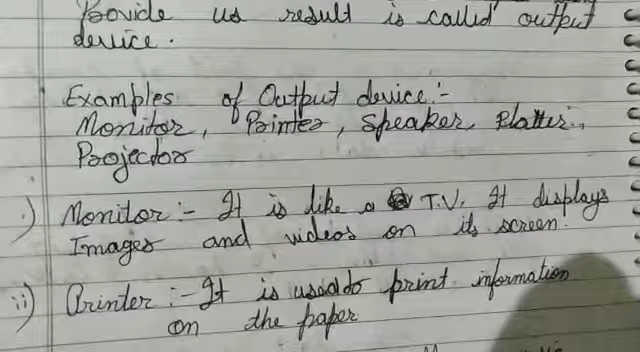 provide us result is called output
device.
Examples of Output device:-
Monitor, Printer, Speaker, Plotter,
Projector
i) Monitor:- It is like a T.V. It displays
Images and videos on its screen.
ii) Printer:- It is used to print information
on the paper